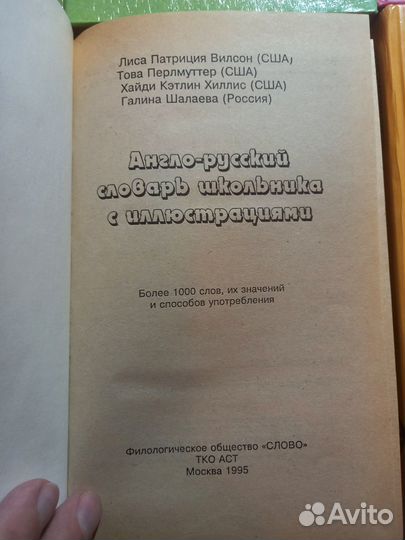 Лиса Патриция Вилсон (США)
Това Перлмуттер (США)
Хайди Кэтлин Хиллис (США)
Галина Шалаева (Россия)
Англо-русский
словарь школьника
с иллюстрациями
Более 1000 слов, их значений
и способов употребления
Филологическое общество «СЛОВО»
ТКО АСТ
Москва 1995
Avito